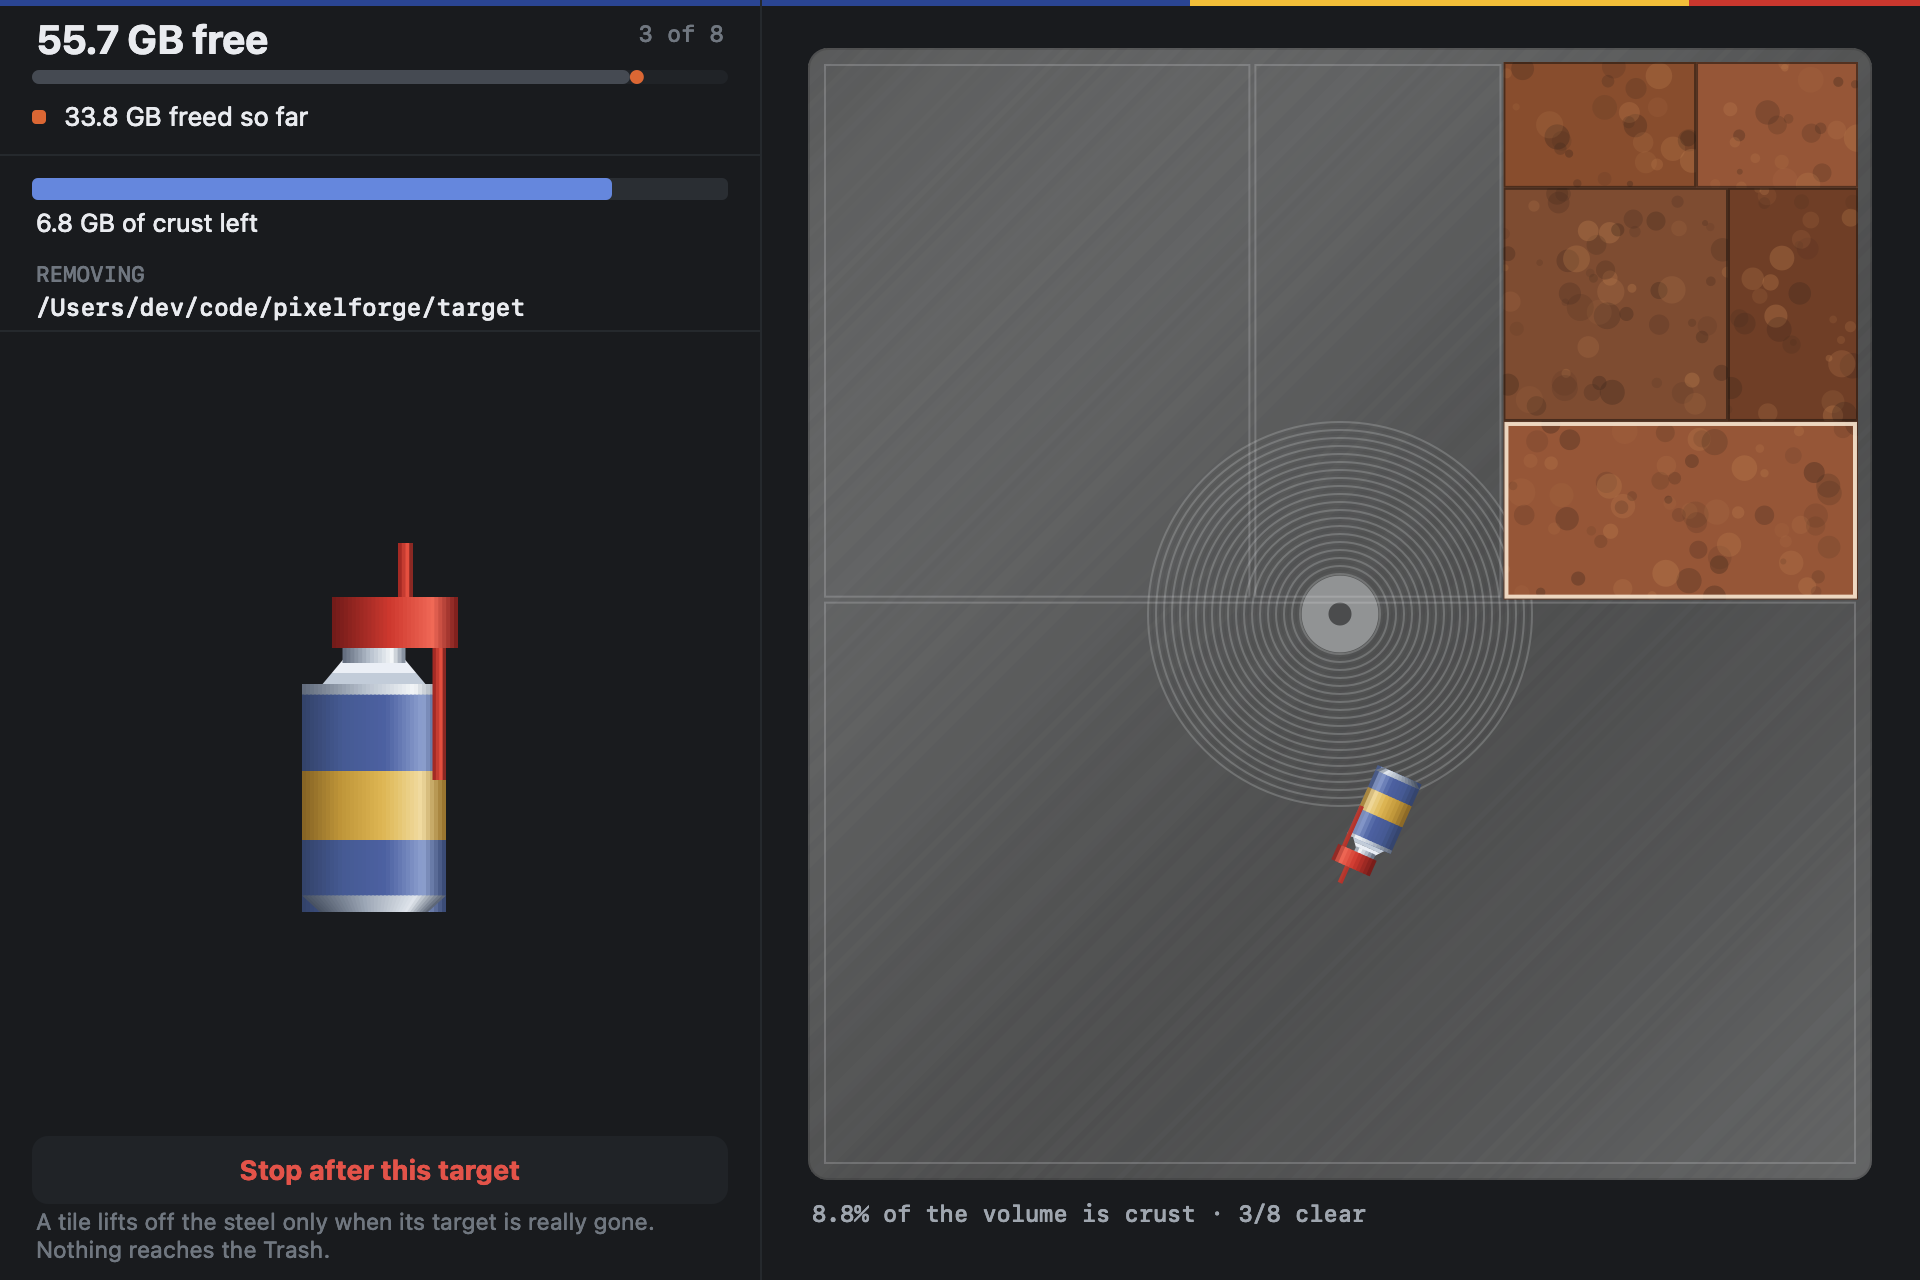 55.7 GB free
3 of 8
33.8 GB freed so far
6.8 GB of crust left
REMOVING
/Users/dev/code/pixelforge/target
Stop after this target
A tile lifts off the steel only when its target is really gone.
Nothing reaches the Trash.
8.8% of the volume is crust · 3/8 clear